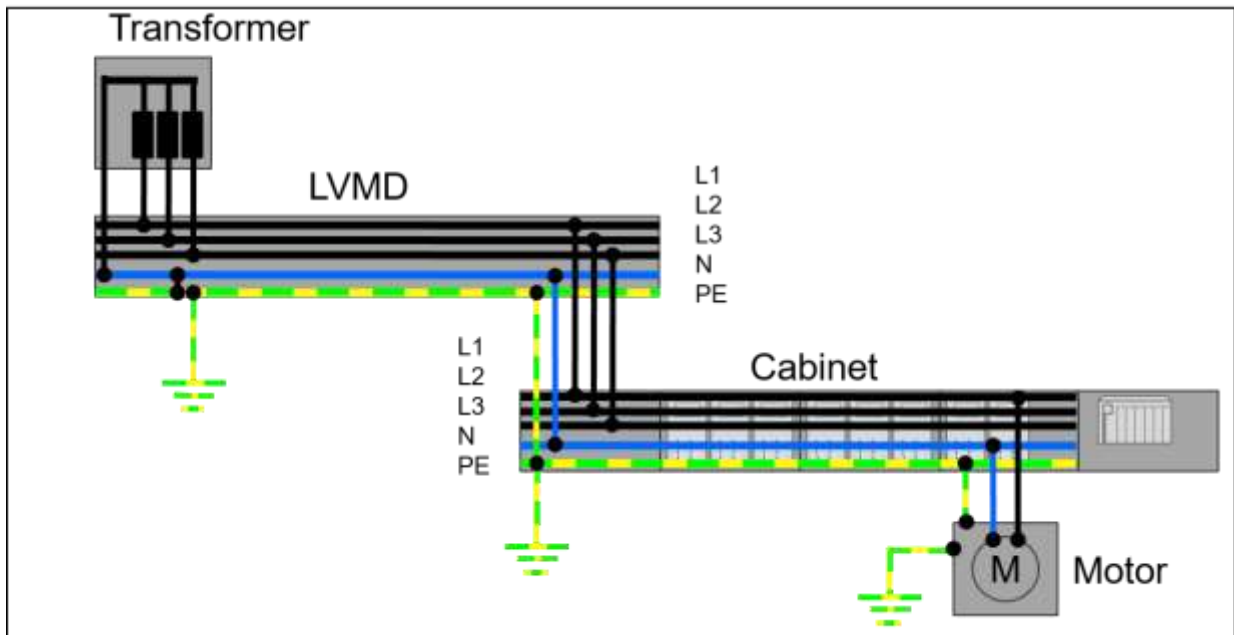 Transformer
LVMD
L1
L2
L3
N
PE
L1
L2
L3
N
PE
Cabinet
M
Motor